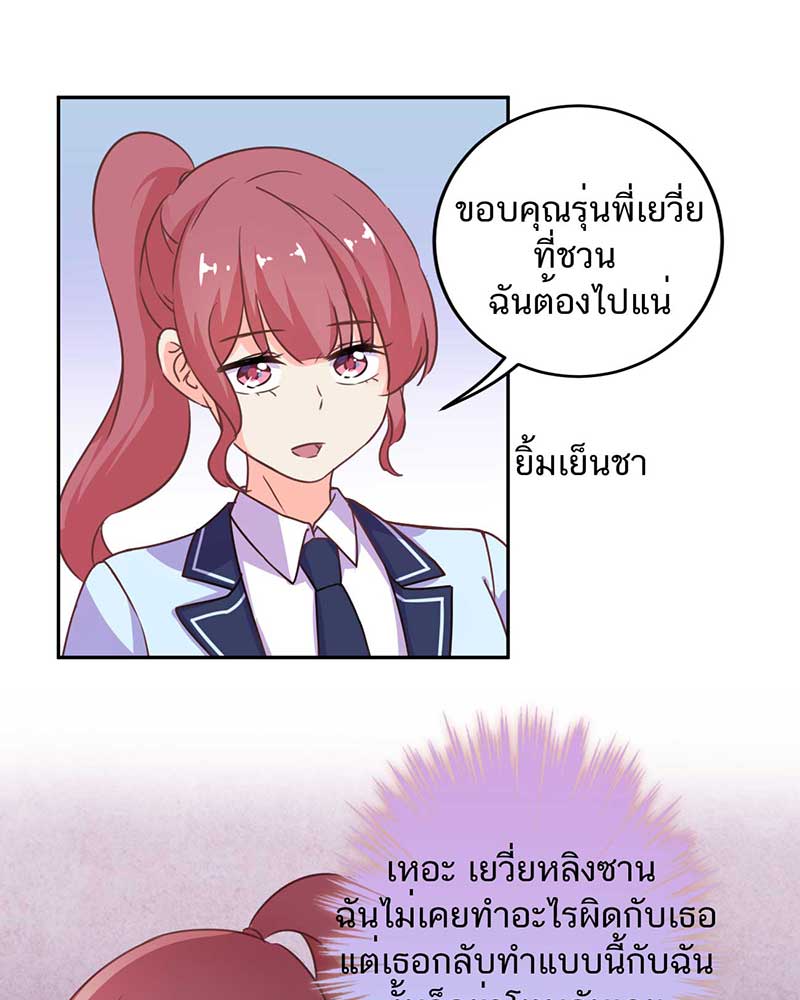 ขอบคุณรุ่นพี่เยวี่ย
ที่ชวน
ฉันต้องไปแน่
ยิ้มเย็นชา
เหอะ เยวี่ยหลิงซาน
ฉันไม่เคยทำอะไรผิดกับเธอ
แต่เธอกลับทำแบบนี้กับฉัน